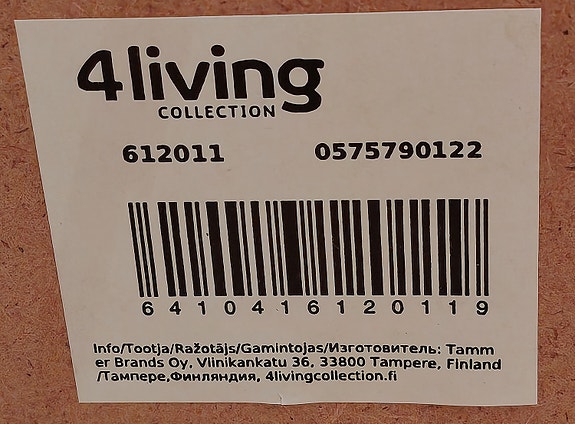 4living
COLLECTION
612011 0575790122
6410416120119
Info/Tootja/Ražotājs/Gamintojas/Изготовитель: Tamm
er Brands Oy, Viinikankatu 36, 33800 Tampere, Finland
/Тампере,Финляндия, 4livingcollection.fi